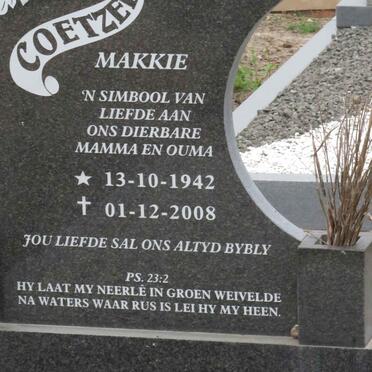 COETZEE
MAKKIE
'N SIMBOOL VAN
LIEFDE AAN
ONS DIERBARE
MAMMA EN OUMA
★ 13-10-1942
✝ 01-12-2008
JOU LIEFDE SAL ONS ALTYD BYBLY
PS. 23:2
HY LAAT MY NEERLÊ IN GROEN WEIVELDE
NA WATERS WAAR RUS IS LEI HY MY HEEN.